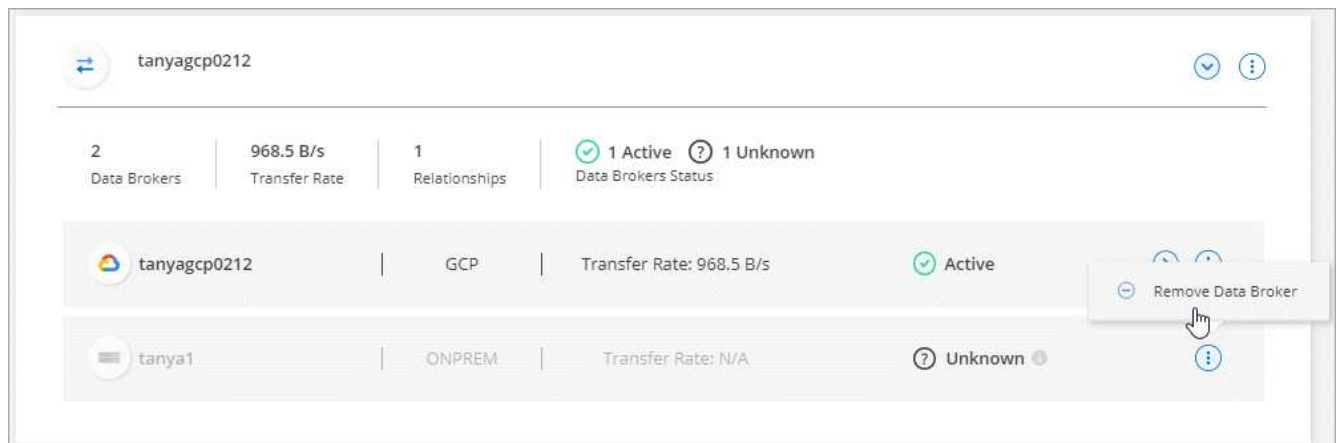 tanyagcp0212
2 968.5 B/s 1 1 Active ? 1 Unknown
Data Brokers Transfer Rate Relationships Data Brokers Status
tanyagcp0212 GCP Transfer Rate: 968.5 B/s Active
Remove Data Broker
tanya1 ONPREM Transfer Rate: N/A ? Unknown